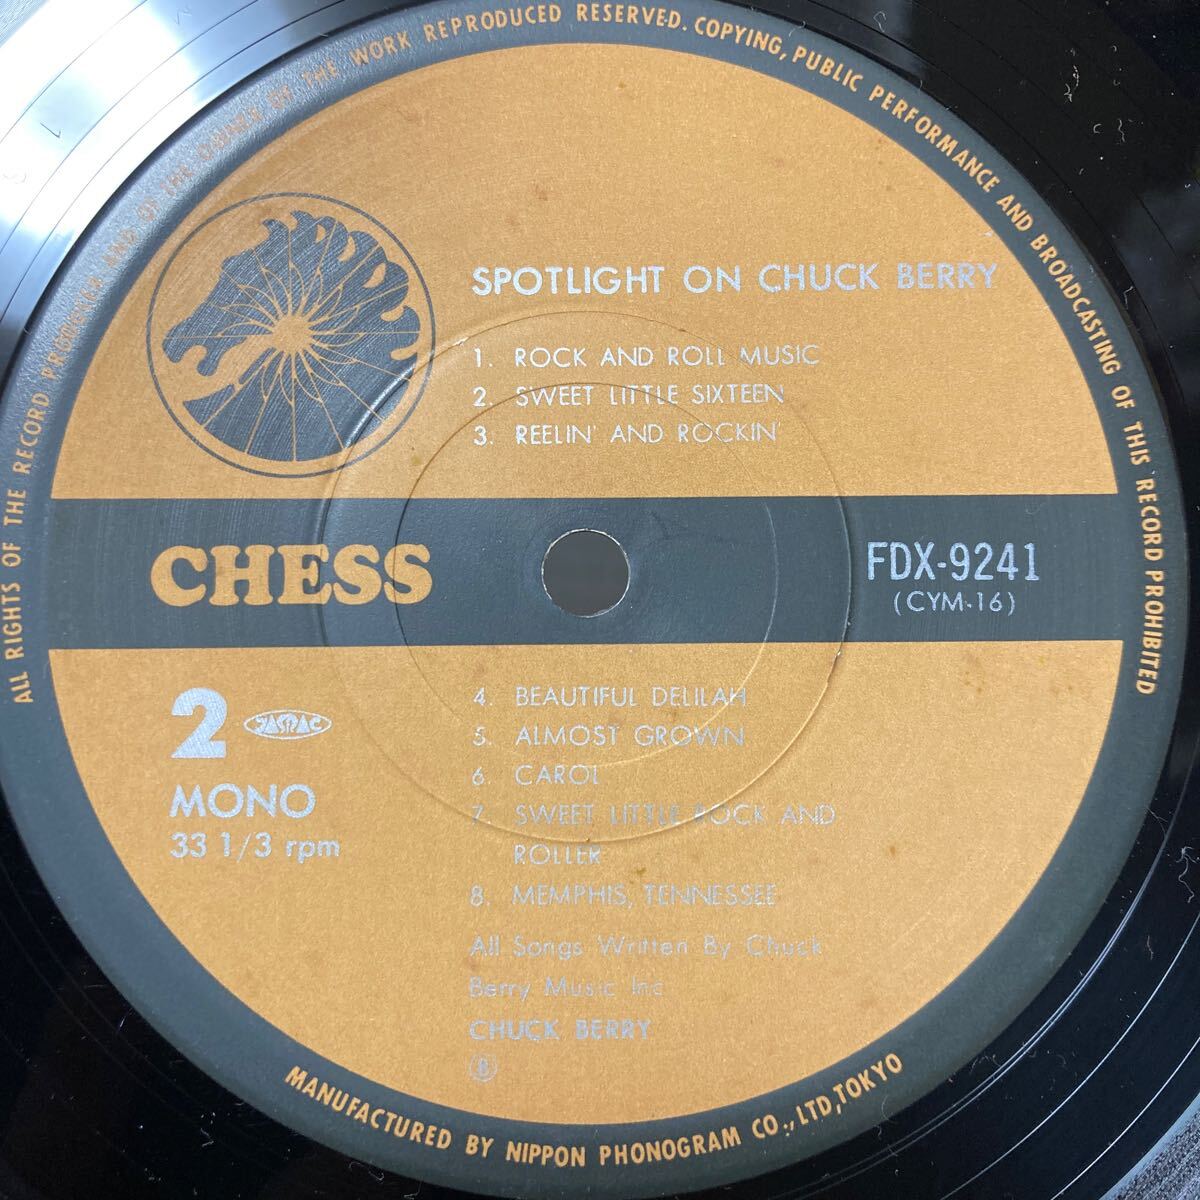 ALL RIGHTS OF THE RECORD PRODUCER AND OF THE OWNER OF THE WORK REPRODUCED RESERVED. COPYING, PUBLIC PERFORMANCE AND BROADCASTING OF THIS RECORD PROHIBITED
SPOTLIGHT ON CHUCK BERRY
1. ROCK AND ROLL MUSIC
2. SWEET LITTLE SIXTEEN
3. REELIN' AND ROCKIN'
CHESS
FDX-9241
(CYM-16)
2 JASRAC
MONO
33 1/3 rpm
4. BEAUTIFUL DELILAH
5. ALMOST GROWN
6. CAROL
7. SWEET LITTLE ROCK AND
ROLLER
8. MEMPHIS, TENNESSEE
All Songs Written By Chuck
Berry Music Inc
CHUCK BERRY
MANUFACTURED BY NIPPON PHONOGRAM CO., LTD, TOKYO